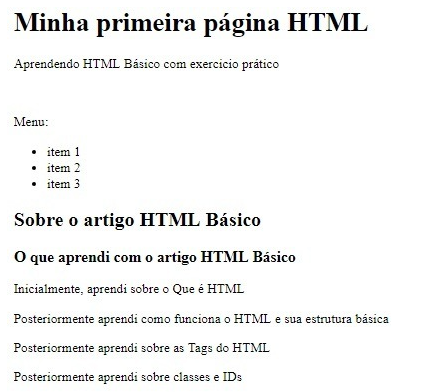 Minha primeira página HTML
Aprendendo HTML Básico com exercicio prático
Menu:
item 1
item 2
item 3
Sobre o artigo HTML Básico
O que aprendi com o artigo HTML Básico
Inicialmente, aprendi sobre o Que é HTML
Posteriormente aprendi como funciona o HTML e sua estrutura básica
Posteriormente aprendi sobre as Tags do HTML
Posteriormente aprendi sobre classes e IDs